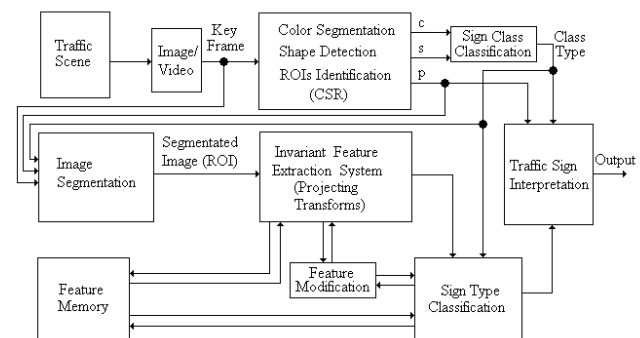 Traffic
Scene
Image/
Video
Key
Frame
Color Segmentation
Shape Detection
ROIs Identification
(CSR)
c
s
p
Sign Class
Classification
Class
Type
Image
Segmentation
Segmentated
Image (ROI)
Invariant Feature
Extraction System
(Projecting
Transforms)
Traffic Sign
Interpretation
Output
Feature
Memory
Feature
Modification
Sign Type
Classification